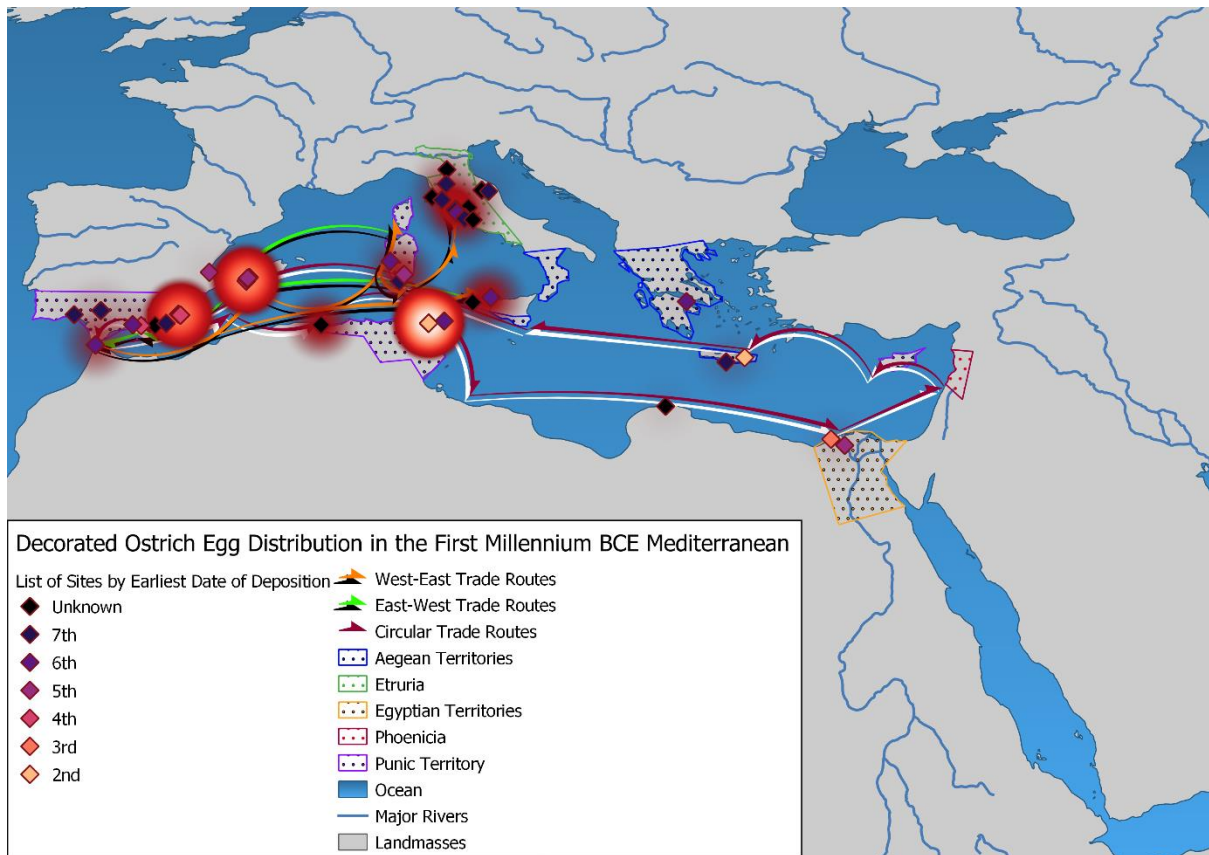 Decorated Ostrich Egg Distribution in the First Millennium BCE Mediterranean
List of Sites by Earliest Date of Deposition
Unknown
7th
6th
5th
4th
3rd
2nd
West-East Trade Routes
East-West Trade Routes
Circular Trade Routes
Aegean Territories
Etruria
Egyptian Territories
Phoenicia
Punic Territory
Ocean
Major Rivers
Landmasses